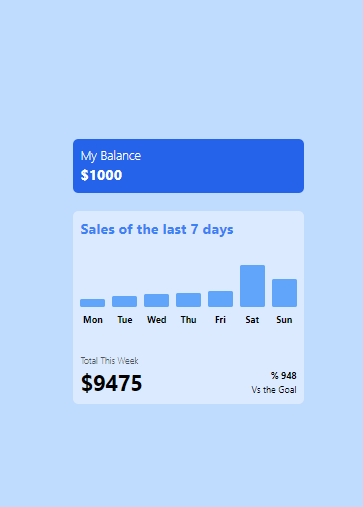 My Balance
$1000
Sales of the last 7 days
Mon Tue Wed Thu Fri Sat Sun
Total This Week
$9475
% 948
Vs the Goal